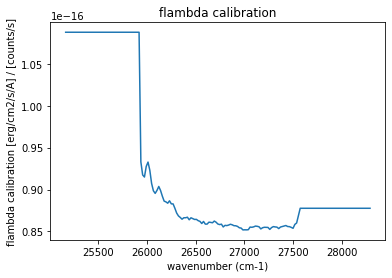 flambda calibration
1e−16
flambda calibration [erg/cm2/s/A] / [counts/s]
1.05
1.00
0.95
0.90
0.85
25500 26000 26500 27000 27500 28000
wavenumber (cm-1)